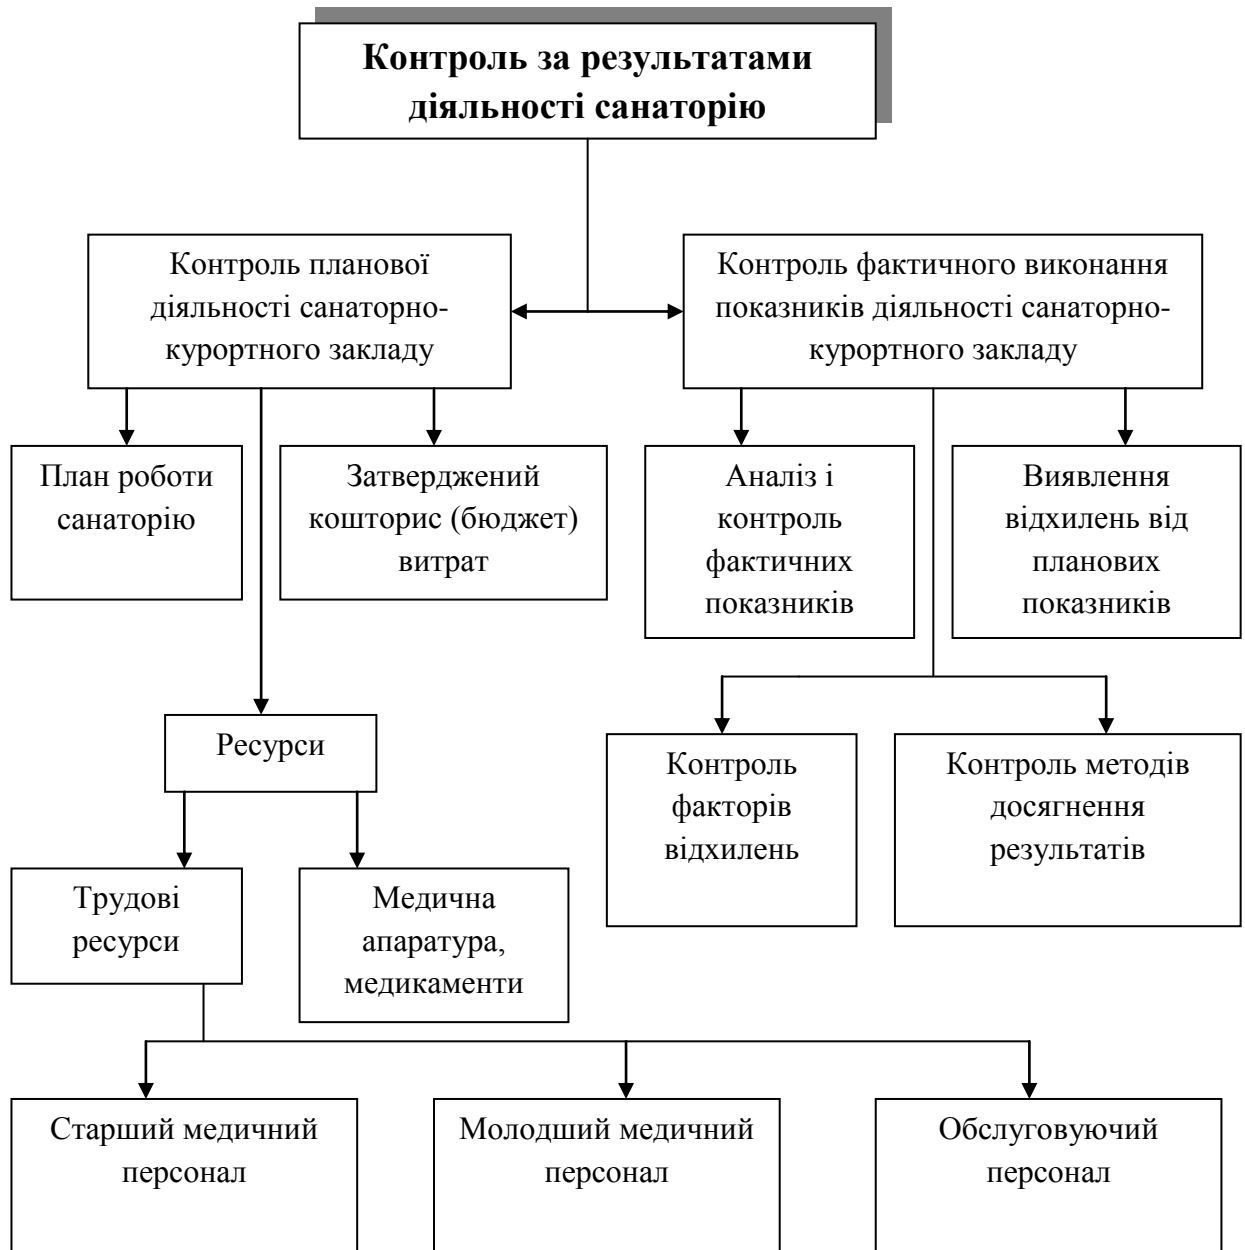 Контроль за результатами
діяльності санаторію
Контроль планової
діяльності санаторно-
курортного закладу
Контроль фактичного виконання
показників діяльності санаторно-
курортного закладу
План роботи
санаторію
Затверджений
кошторис (бюджет)
витрат
Аналіз і
контроль
фактичних
показників
Виявлення
відхилень від
планових
показників
Ресурси
Контроль
факторів
відхилень
Контроль методів
досягнення
результатів
Трудові
ресурси
Медична
апаратура,
медикаменти
Старший медичний
персонал
Молодший медичний
персонал
Обслуговуючий
персонал